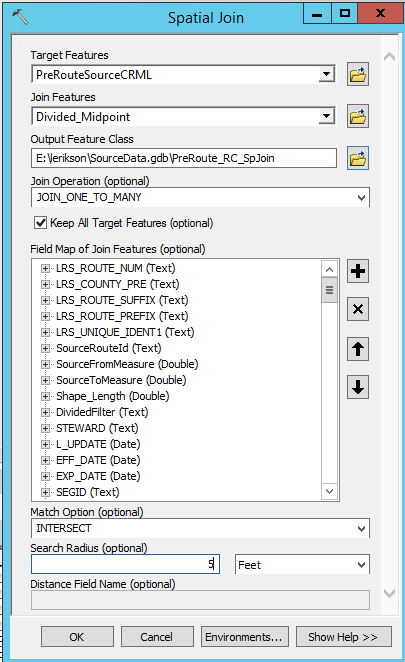 Spatial Join
Target Features
PreRouteSourceCRML
Join Features
Divided_Midpoint
Output Feature Class
E:\lerikson\SourceData.gdb\PreRoute_RC_SpJoin
Join Operation (optional)
JOIN_ONE_TO_MANY
Keep All Target Features (optional)
Field Map of Join Features (optional)
LRS_ROUTE_NUM (Text)
LRS_COUNTY_PRE (Text)
LRS_ROUTE_SUFFIX (Text)
LRS_ROUTE_PREFIX (Text)
LRS_UNIQUE_IDENT1 (Text)
SourceRouteId (Text)
SourceFromMeasure (Double)
SourceToMeasure (Double)
Shape_Length (Double)
DividedFilter (Text)
STEWARD (Text)
L_UPDATE (Date)
EFF_DATE (Date)
EXP_DATE (Date)
SEGID (Text)
Match Option (optional)
INTERSECT
Search Radius (optional)
5 Feet
Distance Field Name (optional)
OK Cancel Environments... Show Help >>